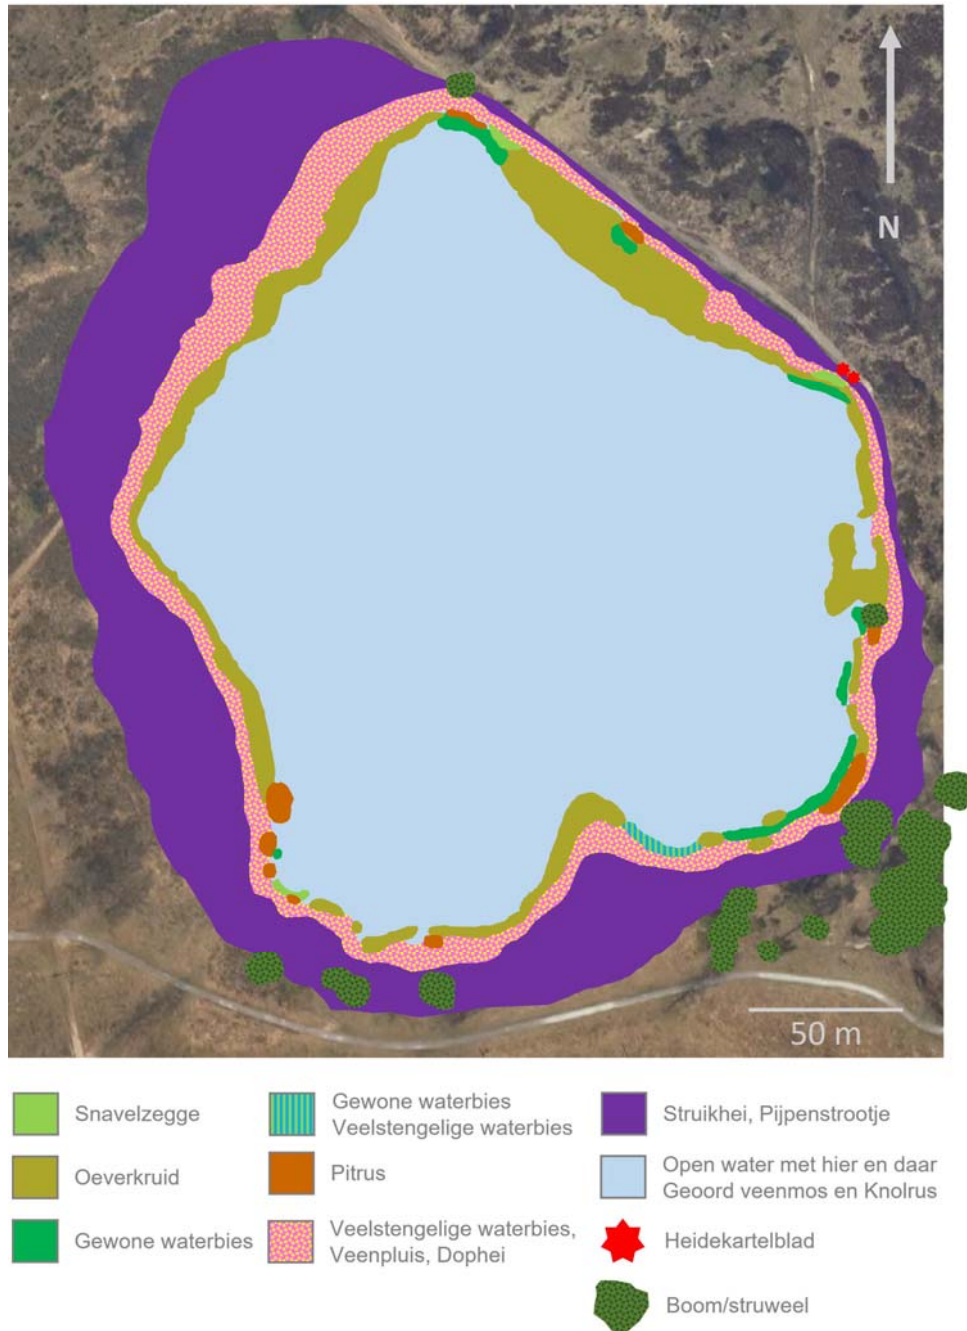 N
50 m
Snavelzegge
Oeverkruid
Gewone waterbies
Gewone waterbies
Veelstengelige waterbies
Pitrus
Veelstengelige waterbies,
Veenpluis, Dophei
Struikhei, Pijpenstrootje
Open water met hier en daar
Geoord veenmos en Knolrus
Heidekartelblad
Boom/struweel